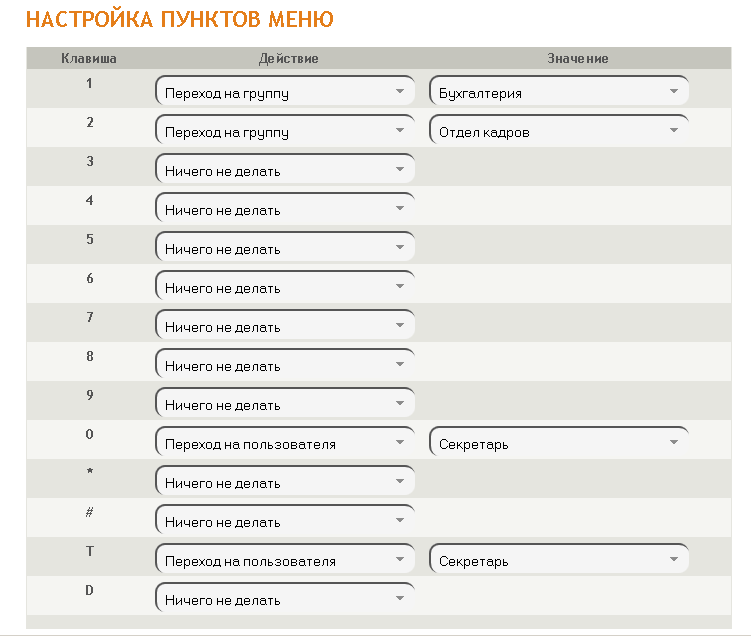 НАСТРОЙКА ПУНКТОВ МЕНЮ
Клавиша Действие Значение
1 Переход на группу Бухгалтерия
2 Переход на группу Отдел кадров
3 Ничего не делать
4 Ничего не делать
5 Ничего не делать
6 Ничего не делать
7 Ничего не делать
8 Ничего не делать
9 Ничего не делать
0 Переход на пользователя Секретарь
* Ничего не делать
# Ничего не делать
T Переход на пользователя Секретарь
D Ничего не делать